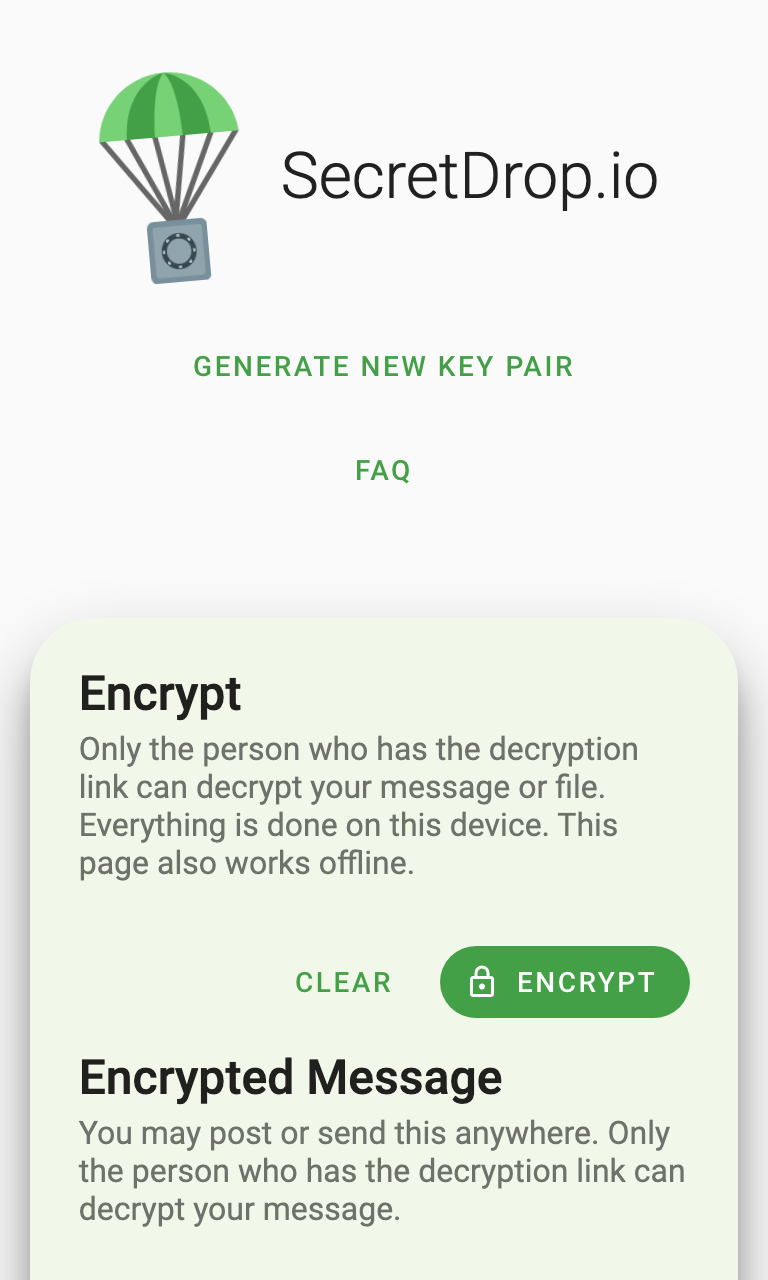 SecretDrop.io
GENERATE NEW KEY PAIR
FAQ
Encrypt
Only the person who has the decryption
link can decrypt your message or file.
Everything is done on this device. This
page also works offline.
CLEAR
ENCRYPT
Encrypted Message
You may post or send this anywhere. Only
the person who has the decryption link can
decrypt your message.